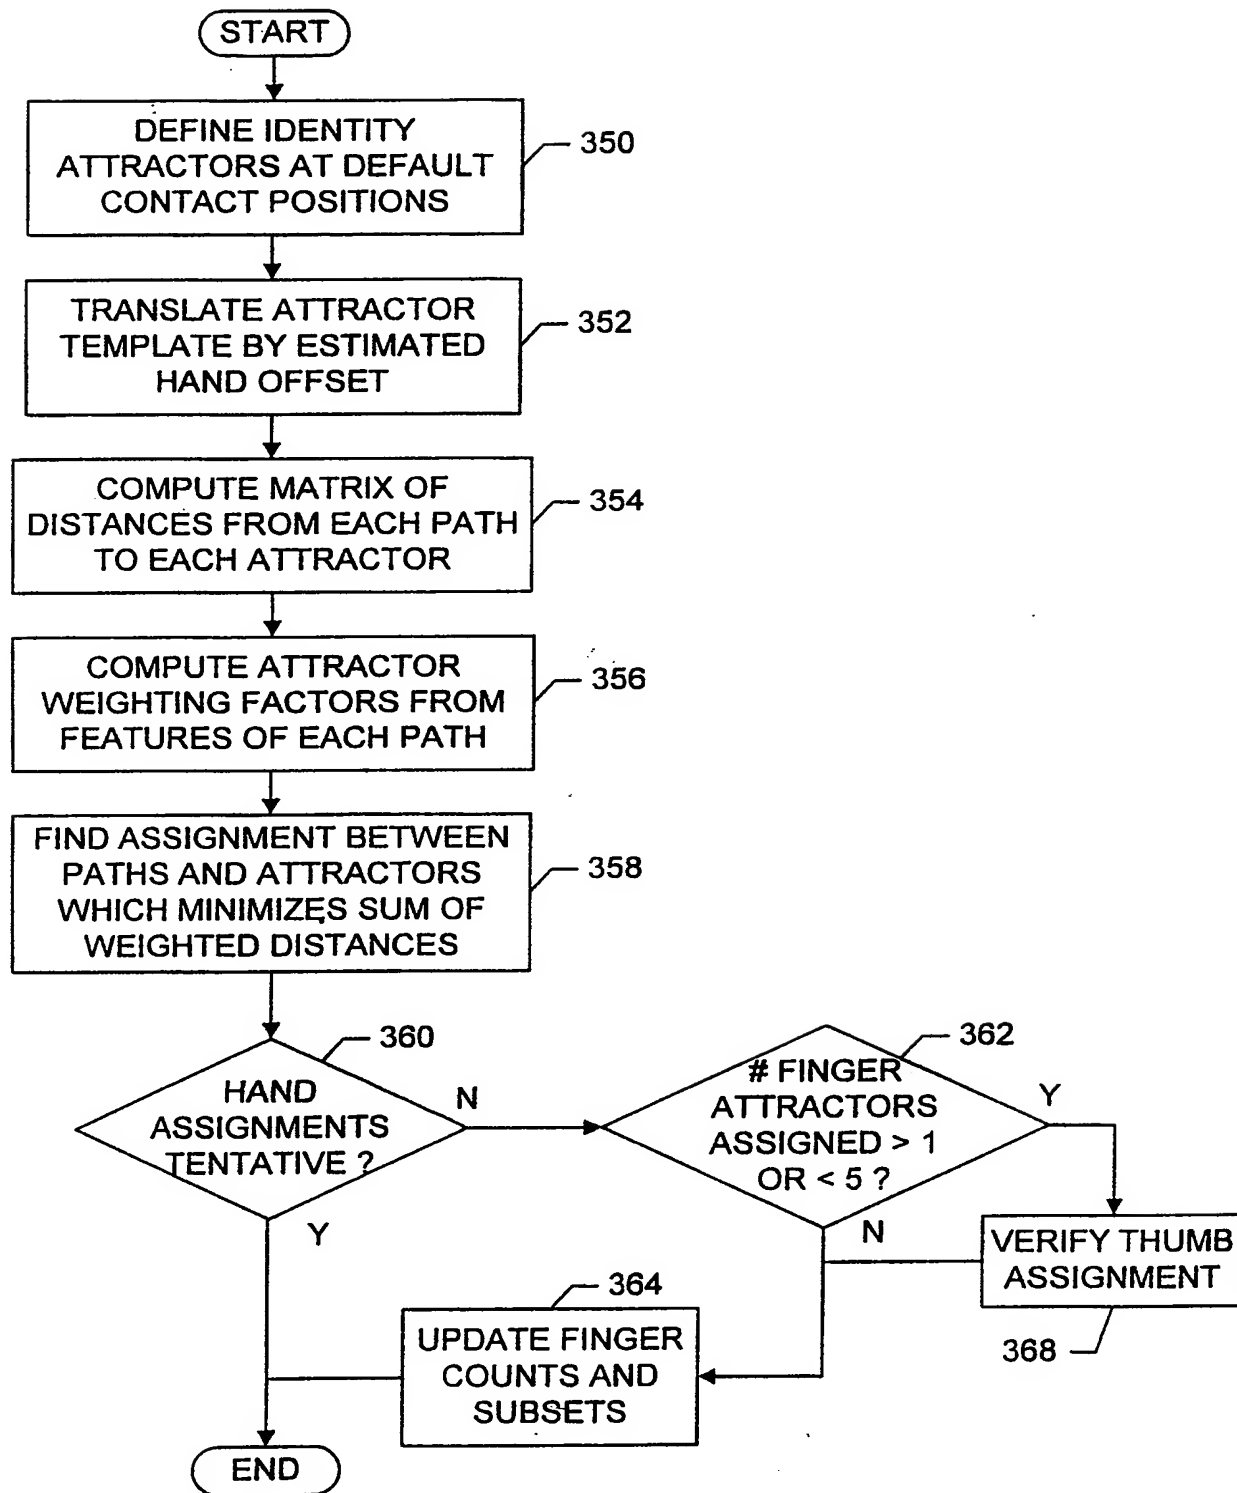 START
DEFINE IDENTITY
ATTRACTORS AT DEFAULT
CONTACT POSITIONS
350
TRANSLATE ATTRACTOR
TEMPLATE BY ESTIMATED
HAND OFFSET
352
COMPUTE MATRIX OF
DISTANCES FROM EACH PATH
TO EACH ATTRACTOR
354
COMPUTE ATTRACTOR
WEIGHTING FACTORS FROM
FEATURES OF EACH PATH
356
FIND ASSIGNMENT BETWEEN
PATHS AND ATTRACTORS
WHICH MINIMIZES SUM OF
WEIGHTED DISTANCES
358
360
HAND
ASSIGNMENTS
TENTATIVE ?
N
Y
362
# FINGER
ATTRACTORS
ASSIGNED > 1
OR < 5 ?
Y
N
VERIFY THUMB
ASSIGNMENT
368
364
UPDATE FINGER
COUNTS AND
SUBSETS
END